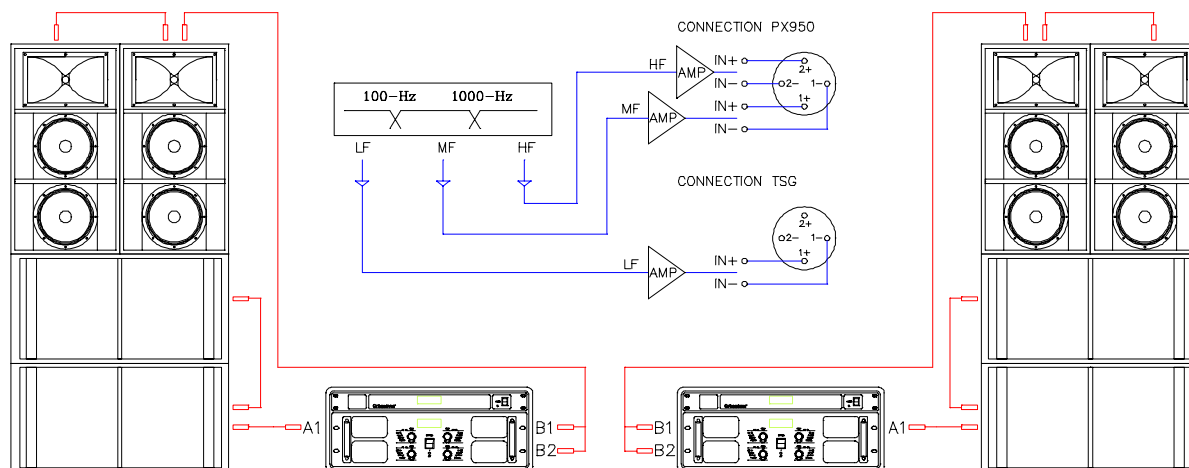 CONNECTION PX950
HF
AMP
IN+
IN-
2+
2-
1-
1+
100-Hz 1000-Hz
MF
AMP
IN+
IN-
LF MF HF
CONNECTION TSG
2+
2-
1-
1+
LF
AMP
IN+
IN-
A1
B1
B2
B1
B2
A1